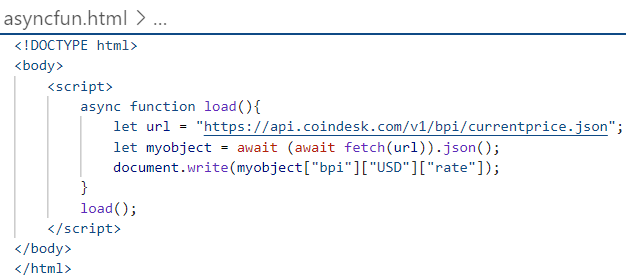 asyncfun.html > ...
<!DOCTYPE html>
<body>
<script>
async function load(){
let url = "https://api.coindesk.com/v1/bpi/currentprice.json";
let myobject = await (await fetch(url)).json();
document.write(myobject["bpi"]["USD"]["rate"]);
}
load();
</script>
</body>
</html>